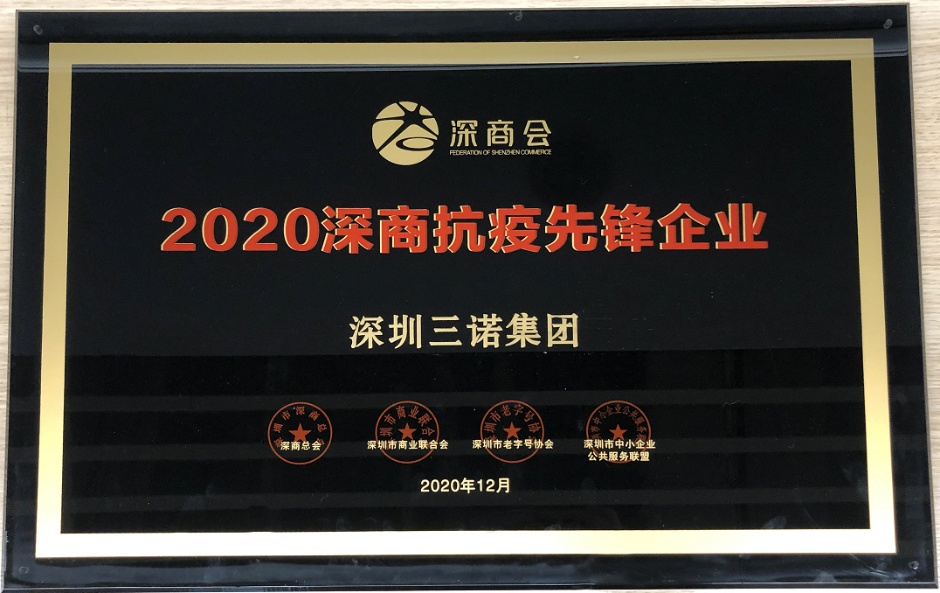 深商会
FEDERATION OF SHENZHEN COMMERCE
2020深商抗疫先锋企业
深圳三诺集团
深商总会
深圳市商业联合会
深圳市老字号协会
深圳市中小企业
公共服务联盟
2020年12月